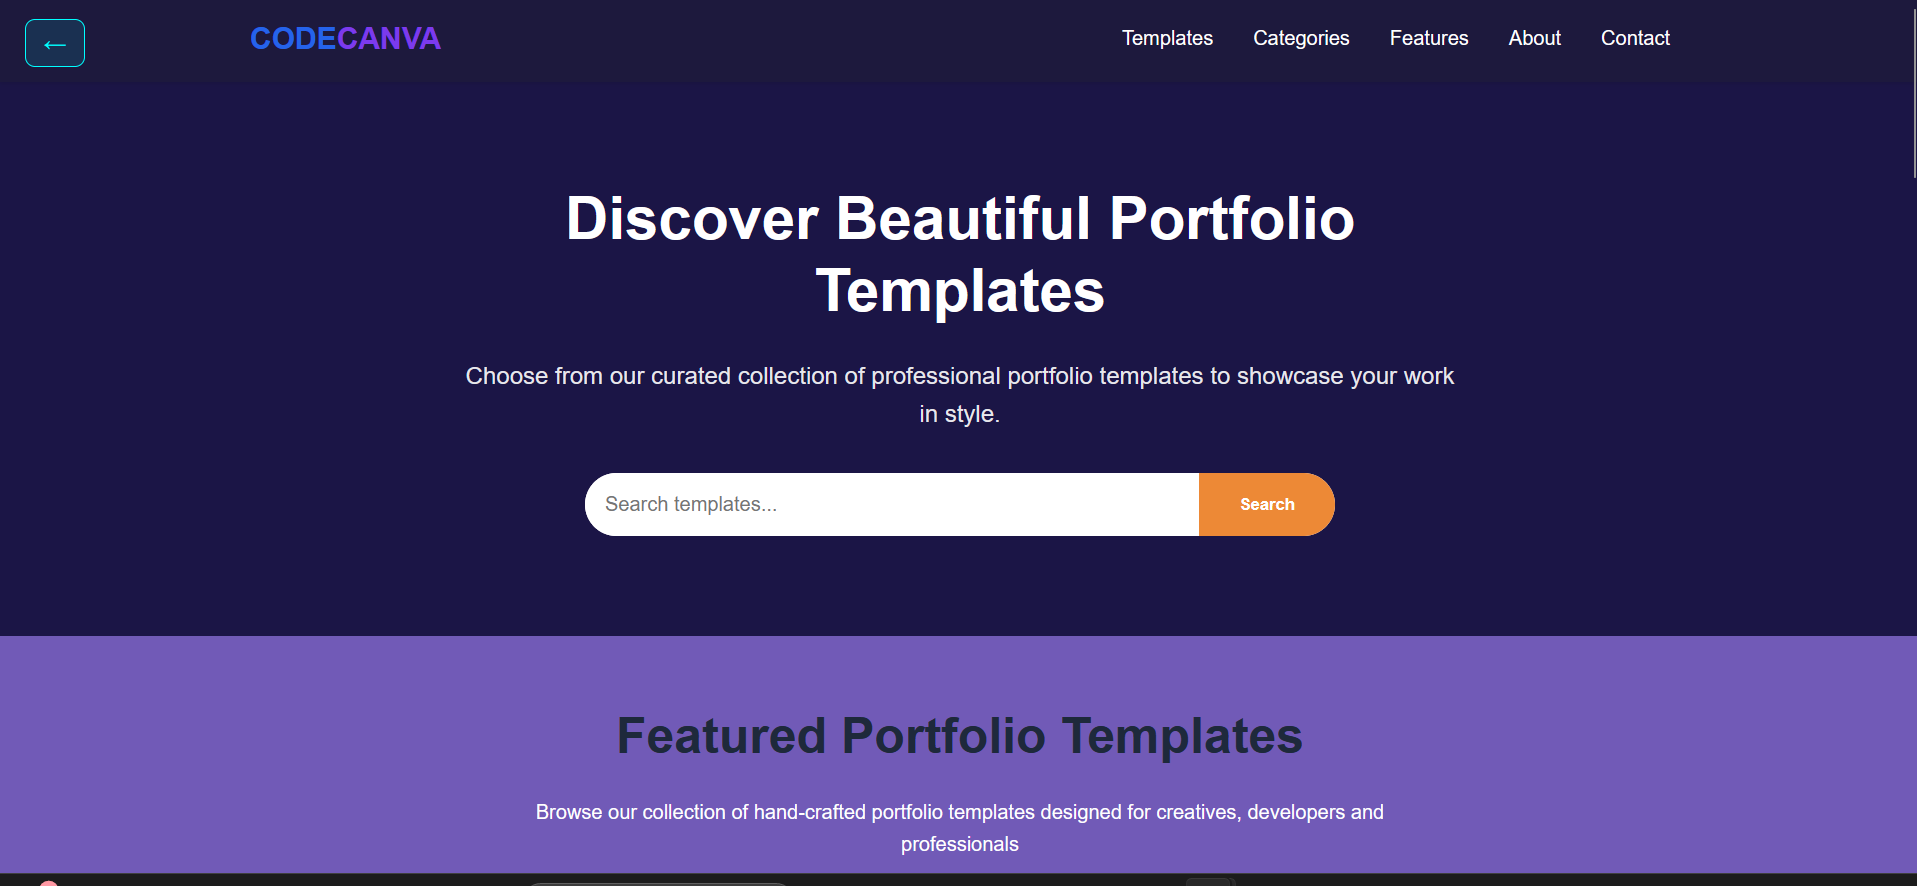 ←
CODECANVA
Templates
Categories
Features
About
Contact
Discover Beautiful Portfolio
Templates
Choose from our curated collection of professional portfolio templates to showcase your work
in style.
Search templates...
Search
Featured Portfolio Templates
Browse our collection of hand-crafted portfolio templates designed for creatives, developers and
professionals